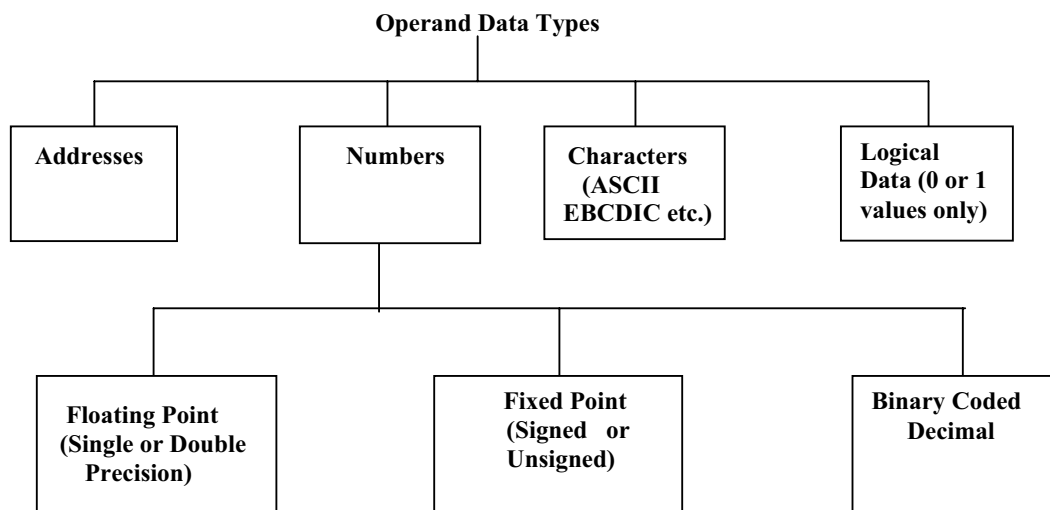 Operand Data Types
Addresses
Numbers
Characters
(ASCII
EBCDIC etc.)
Logical
Data (0 or 1
values only)
Floating Point
(Single or Double
Precision)
Fixed Point
(Signed or
Unsigned)
Binary Coded
Decimal